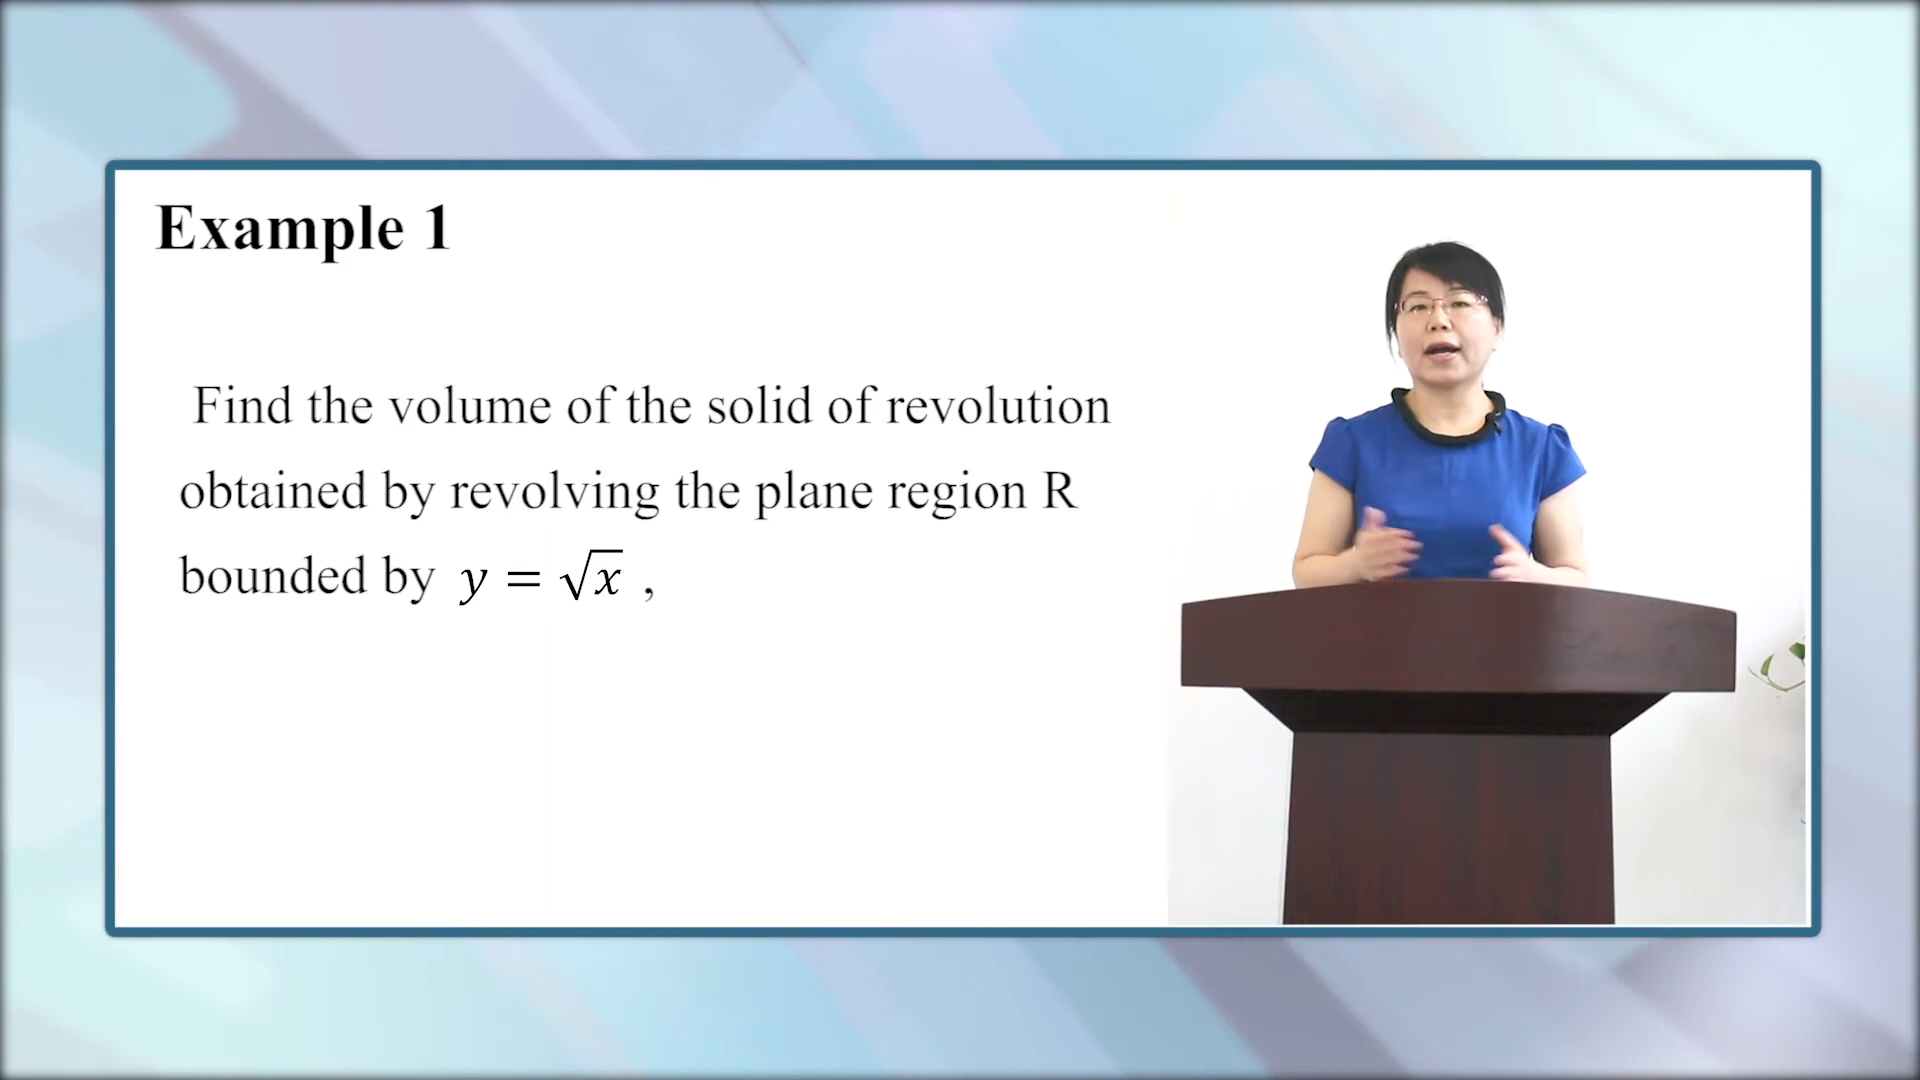 Example 1
Find the volume of the solid of revolution
obtained by revolving the plane region R
bounded by y = √x ,